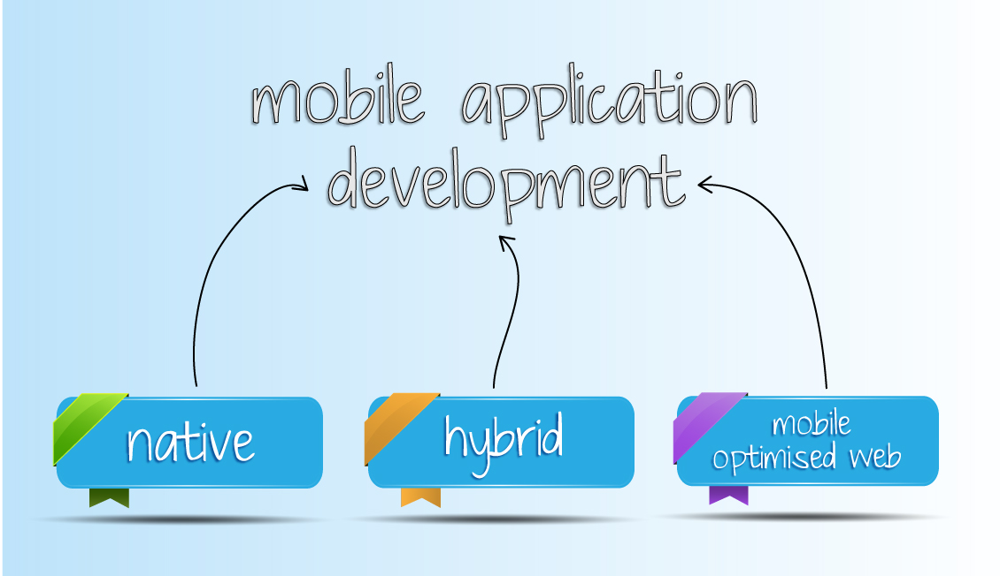 mobile application
development
native
hybrid
mobile
optimised web